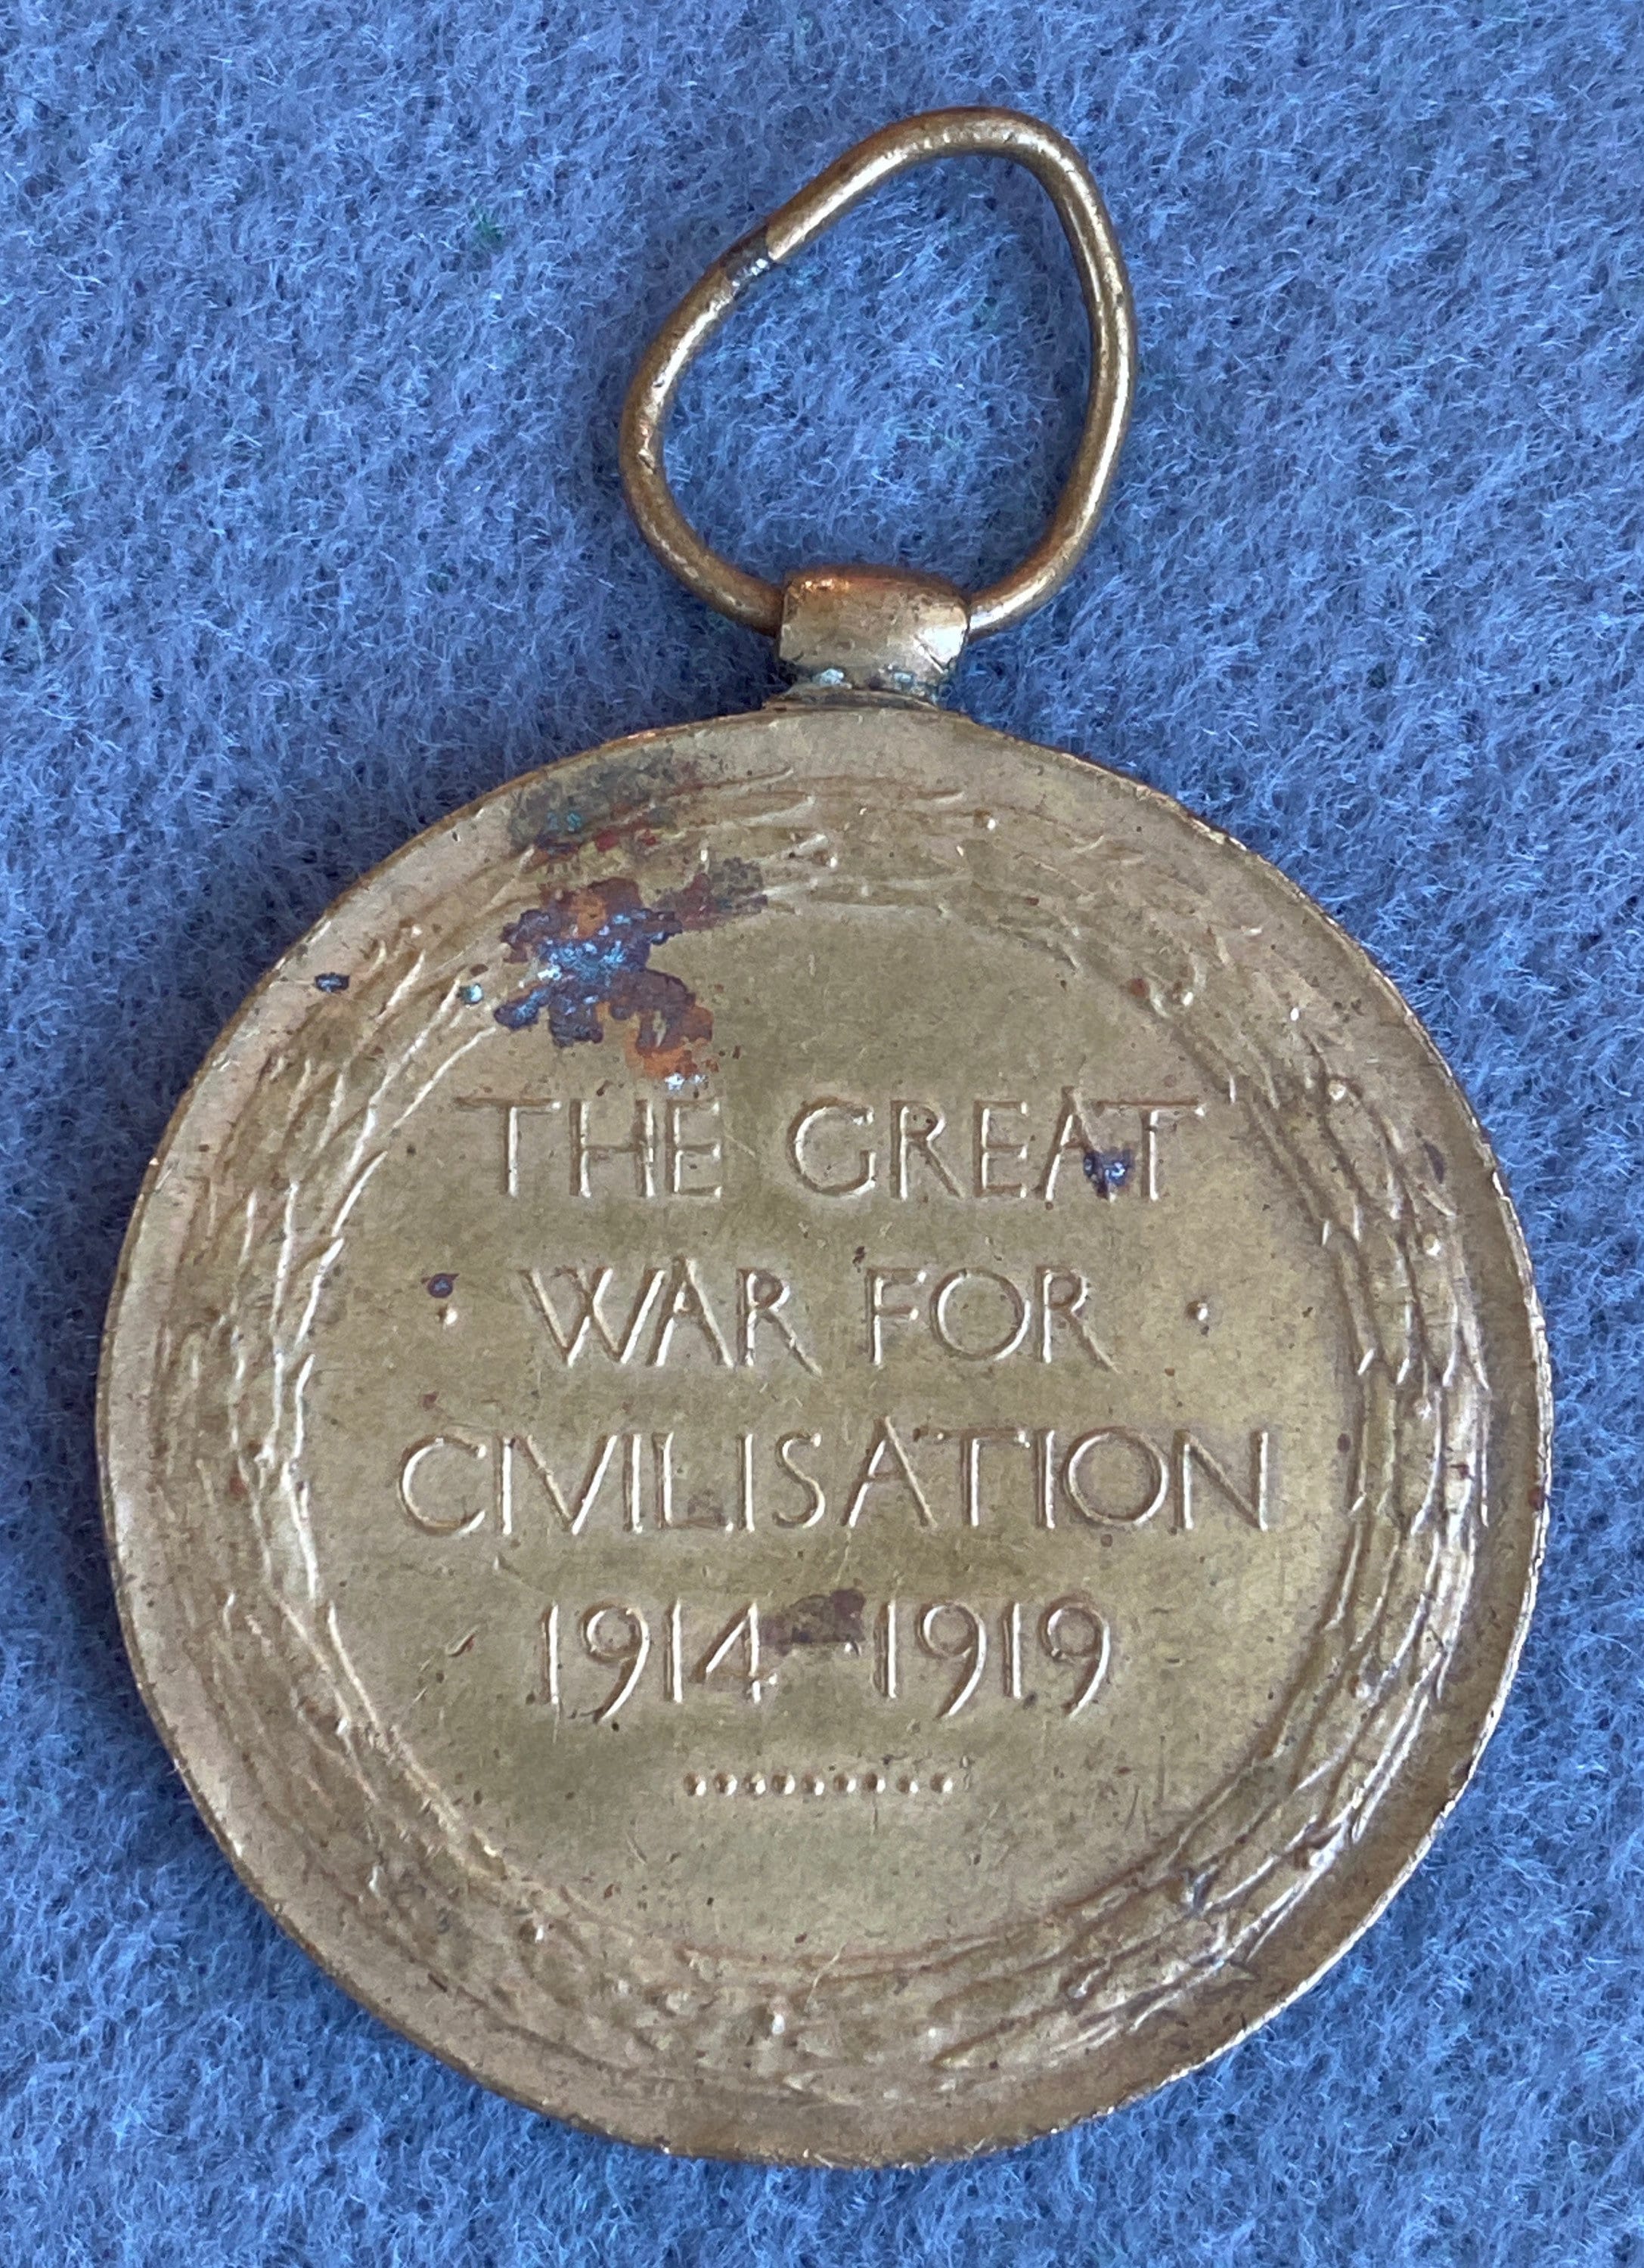 THE GREAT
· WAR FOR ·
CIVILISATION
1914-1919